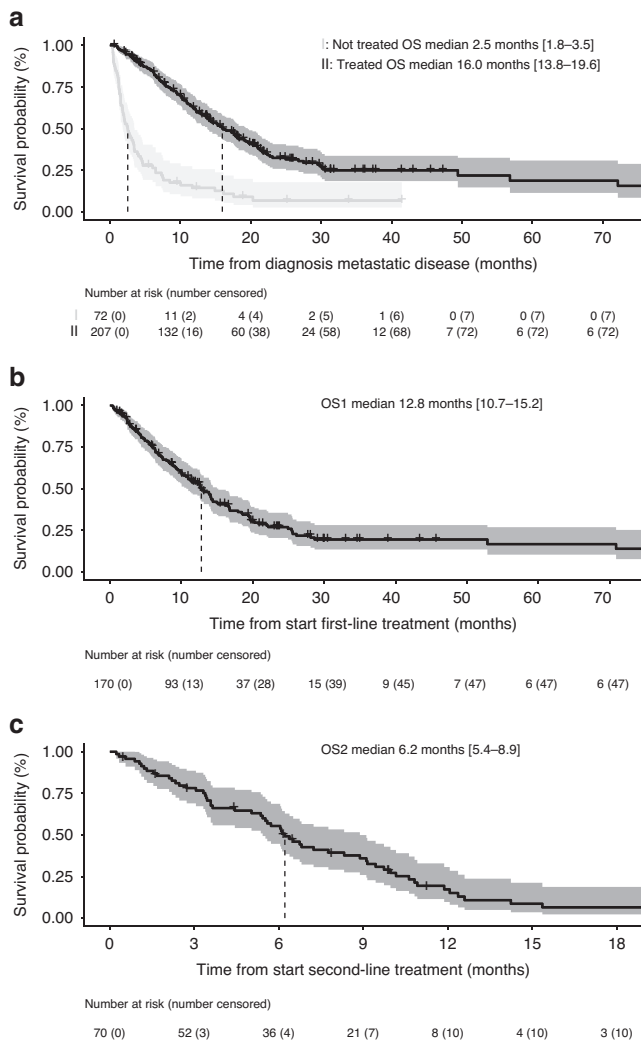 a
I: Not treated OS median 2.5 months [1.8–3.5]
II: Treated OS median 16.0 months [13.8–19.6]
Survival probability (%)
1.00
0.75
0.50
0.25
0.00
0 10 20 30 40 50 60 70
Time from diagnosis metastatic disease (months)
Number at risk (number censored)
I 72 (0) 11 (2) 4 (4) 2 (5) 1 (6) 0 (7) 0 (7) 0 (7)
II 207 (0) 132 (16) 60 (38) 24 (58) 12 (68) 7 (72) 6 (72) 6 (72)
b
OS1 median 12.8 months [10.7–15.2]
Survival probability (%)
1.00
0.75
0.50
0.25
0.00
0 10 20 30 40 50 60 70
Time from start first-line treatment (months)
Number at risk (number censored)
170 (0) 93 (13) 37 (28) 15 (39) 9 (45) 7 (47) 6 (47) 6 (47)
c
OS2 median 6.2 months [5.4–8.9]
Survival probability (%)
1.00
0.75
0.50
0.25
0.00
0 3 6 9 12 15 18
Time from start second-line treatment (months)
Number at risk (number censored)
70 (0) 52 (3) 36 (4) 21 (7) 8 (10) 4 (10) 3 (10)